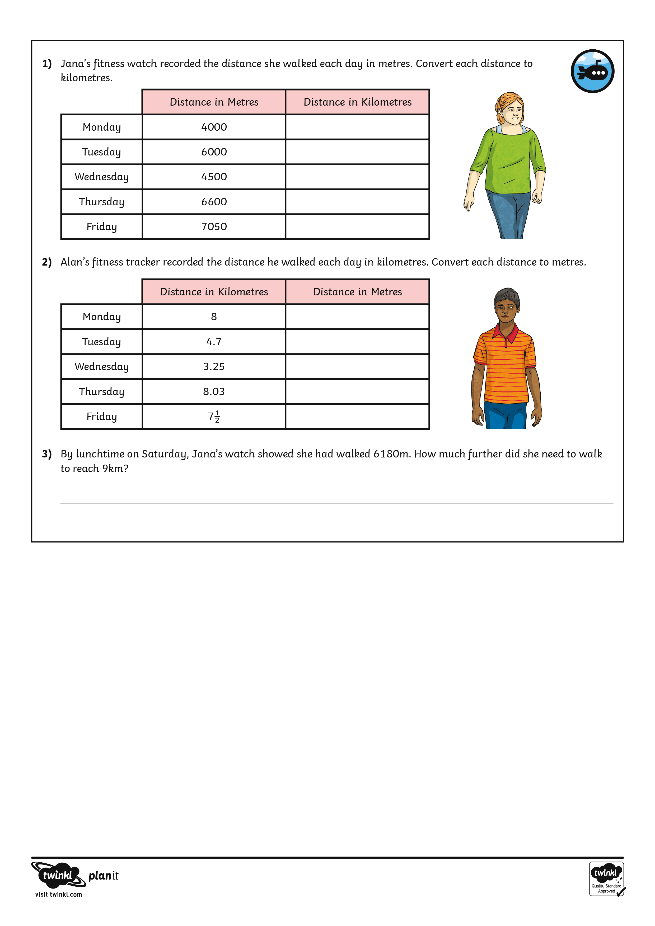 1) Jana's fitness watch recorded the distance she walked each day in metres. Convert each distance to
kilometres.
Distance in Metres Distance in Kilometres
Monday 4000
Tuesday 6000
Wednesday 4500
Thursday 6600
Friday 7050
2) Alan's fitness tracker recorded the distance he walked each day in kilometres. Convert each distance to metres.
Distance in Kilometres Distance in Metres
Monday 8
Tuesday 4.7
Wednesday 3.25
Thursday 8.03
Friday 7½
3) By lunchtime on Saturday, Jana's watch showed she had walked 6180m. How much further did she need to walk
to reach 9km?
twinkl planit
visit twinkl.com
twinkl
Quality Standard
Approved